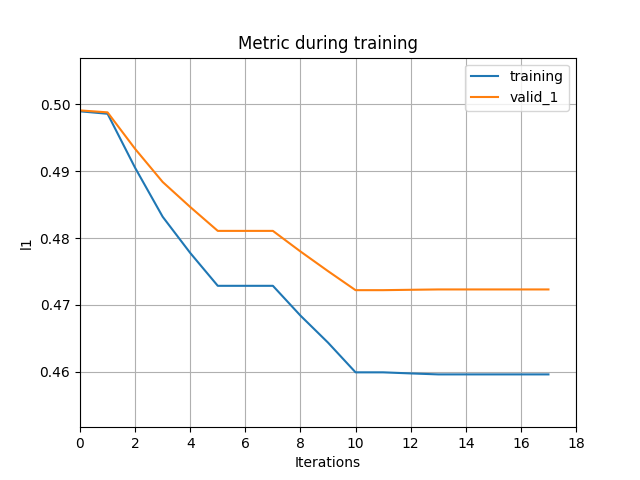 Metric during training
training
valid_1
0.50
0.49
0.48
0.47
0.46
l1
0 2 4 6 8 10 12 14 16 18
Iterations